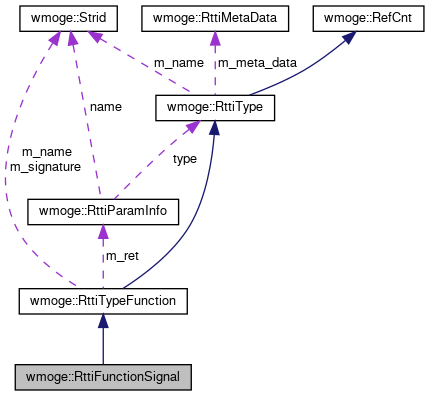 wmoge::Strid
wmoge::RttiMetaData
wmoge::RefCnt
m_name
m_meta_data
name
wmoge::RttiType
m_name
m_signature
type
wmoge::RttiParamInfo
m_ret
wmoge::RttiTypeFunction
wmoge::RttiFunctionSignal